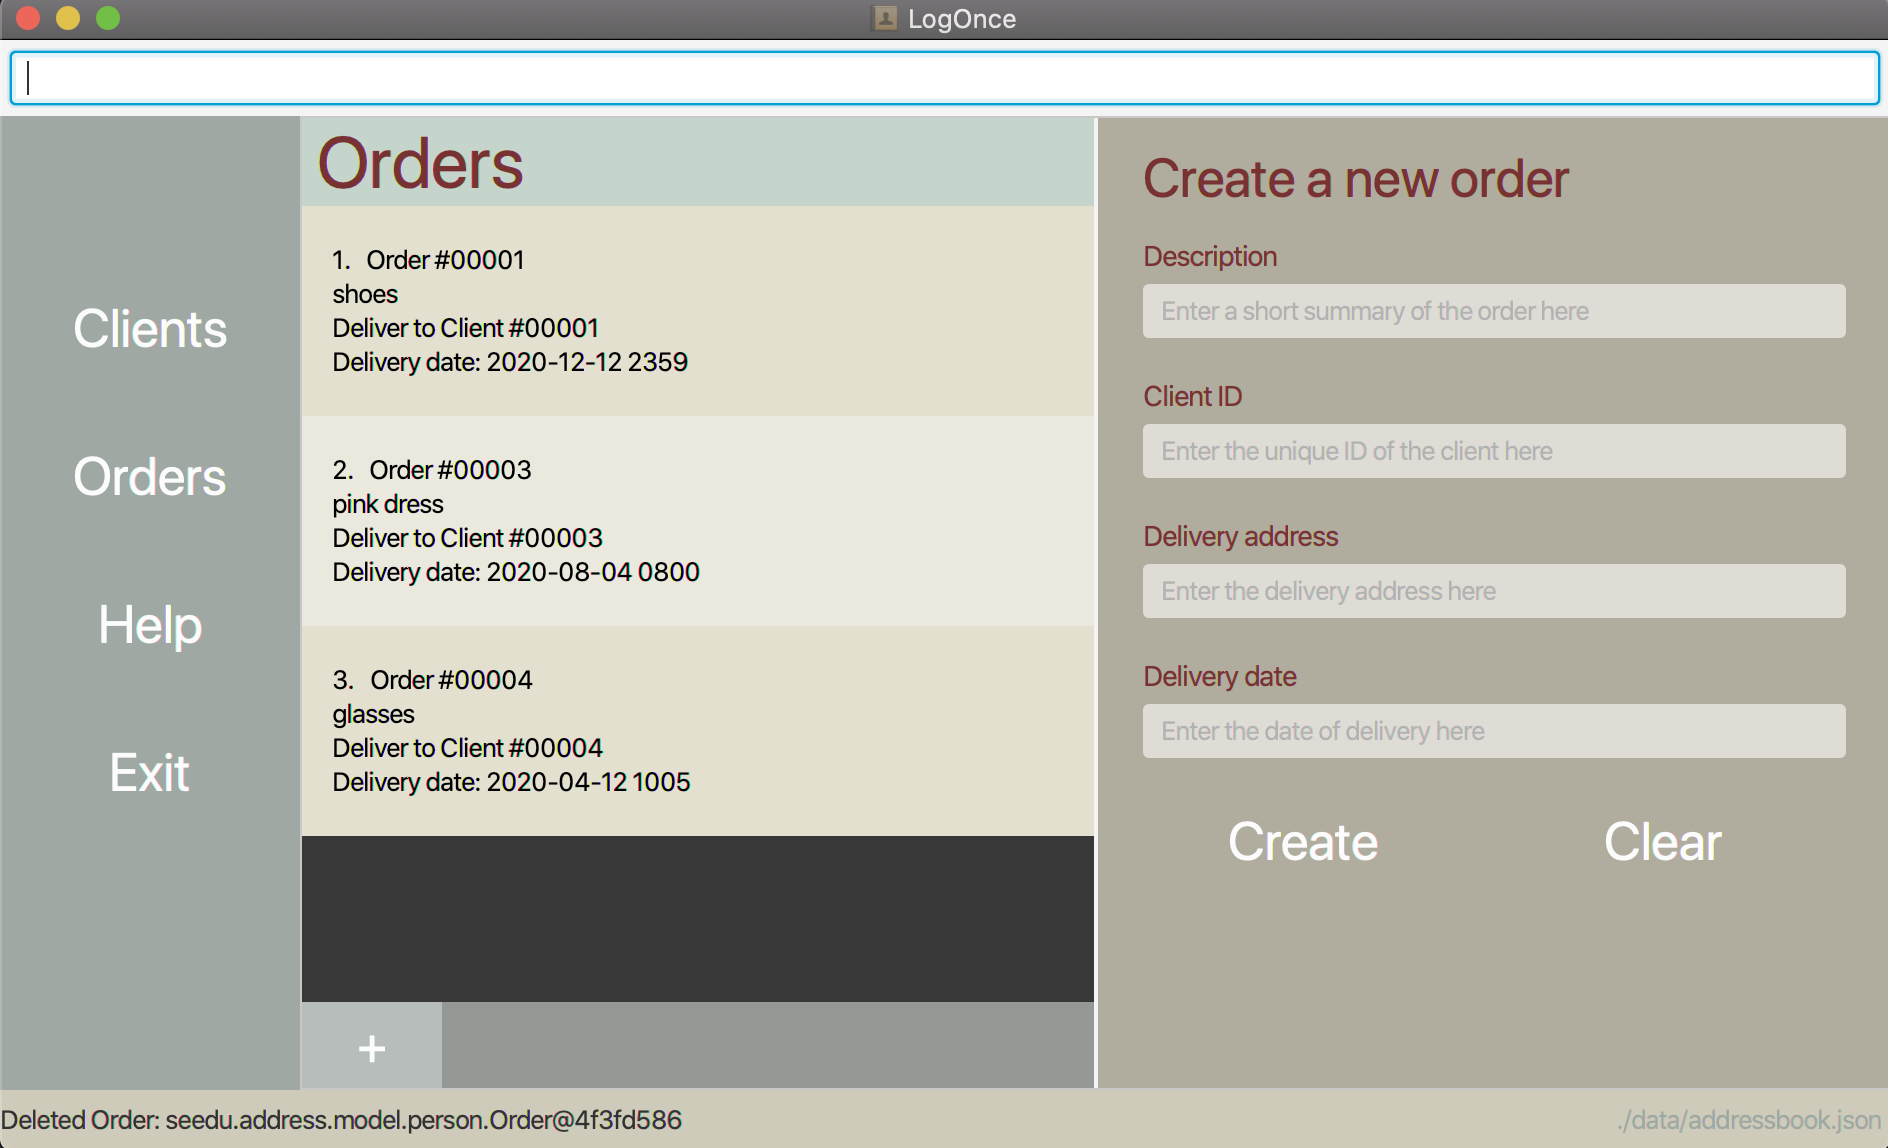 LogOnce
Clients
Orders
Help
Exit
Orders
1. Order #00001
shoes
Deliver to Client #00001
Delivery date: 2020-12-12 2359
2. Order #00003
pink dress
Deliver to Client #00003
Delivery date: 2020-08-04 0800
3. Order #00004
glasses
Deliver to Client #00004
Delivery date: 2020-04-12 1005
+
Create a new order
Description
Enter a short summary of the order here
Client ID
Enter the unique ID of the client here
Delivery address
Enter the delivery address here
Delivery date
Enter the date of delivery here
Create
Clear
Deleted Order: seedu.address.model.person.Order@4f3fd586
./data/addressbook.json